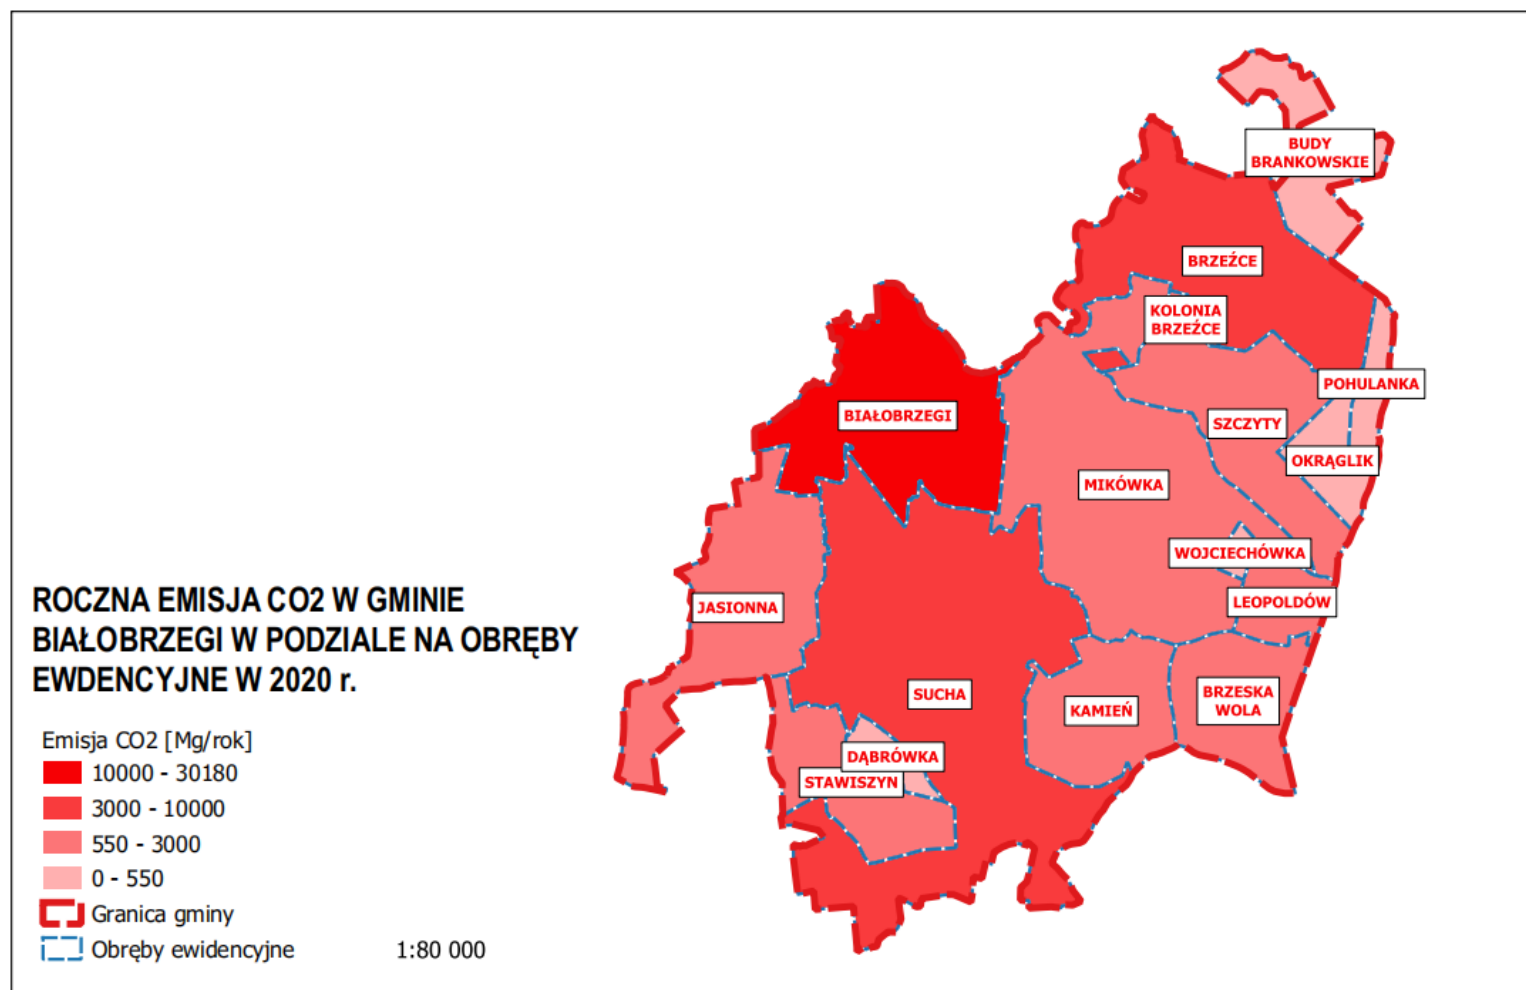 BUDY
BRANKOWSKIE
BRZEŹCE
KOLONIA
BRZEŹCE
POHULANKA
BIAŁOBRZEGI
SZCZYTY
OKRĄGLIK
MIKÓWKA
WOJCIECHÓWKA
LEOPOLDÓW
JASIONNA
SUCHA
KAMIEŃ
BRZESKA
WOLA
DĄBRÓWKA
STAWISZYN
ROCZNA EMISJA CO2 W GMINIE
BIAŁOBRZEGI W PODZIALE NA OBRĘBY
EWDENCYJNE W 2020 r.
Emisja CO2 [Mg/rok]
10000 - 30180
3000 - 10000
550 - 3000
0 - 550
Granica gminy
Obręby ewidencyjne
1:80 000